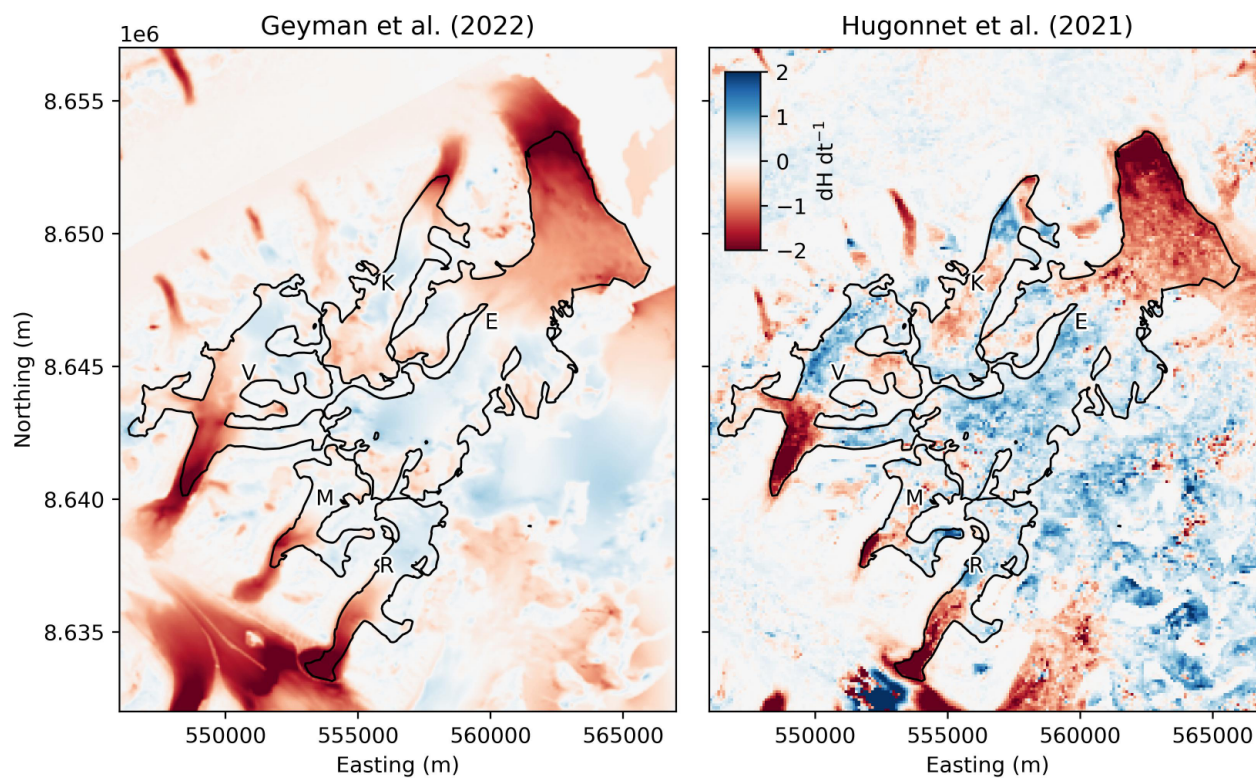 Geyman et al. (2022)
Hugonnet et al. (2021)
1e6
8.655
8.650
8.645
8.640
8.635
Northing (m)
K
E
V
M
R
550000
555000
560000
565000
Easting (m)
2
1
0
−1
−2
dH dt⁻¹
K
E
V
M
R
550000
555000
560000
565000
Easting (m)